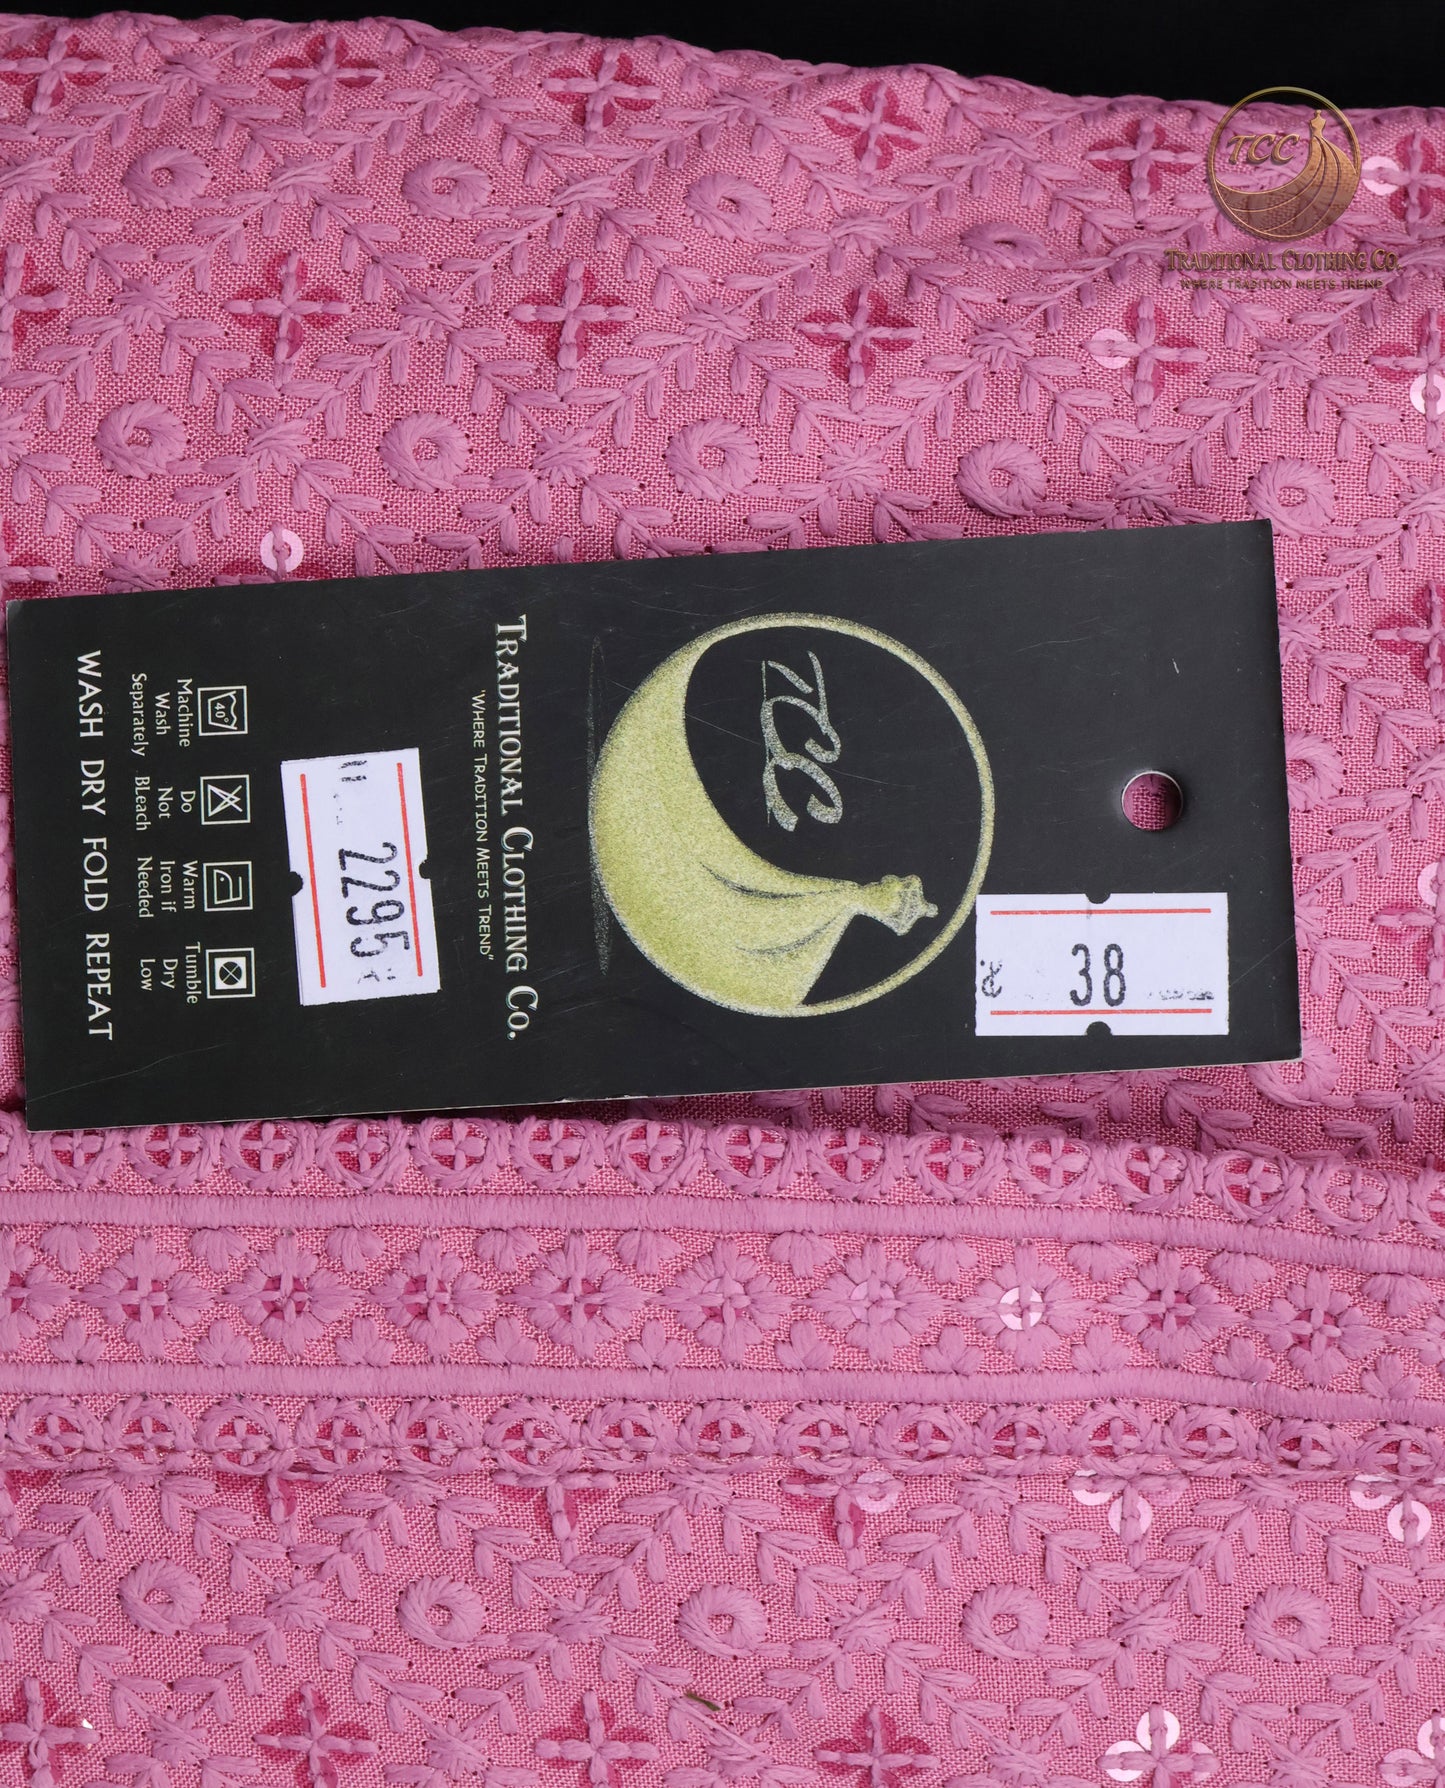 TCC
TRADITIONAL CLOTHING CO.
WHERE TRADITION MEETS TREND
38
TCC
TRADITIONAL CLOTHING CO.
"WHERE TRADITION MEETS TREND"
2295
40°
Machine
Wash
Separately
Do
Not
BLeach
Warm
Iron if
Needed
Tumble
Dry
Low
WASH DRY FOLD REPEAT